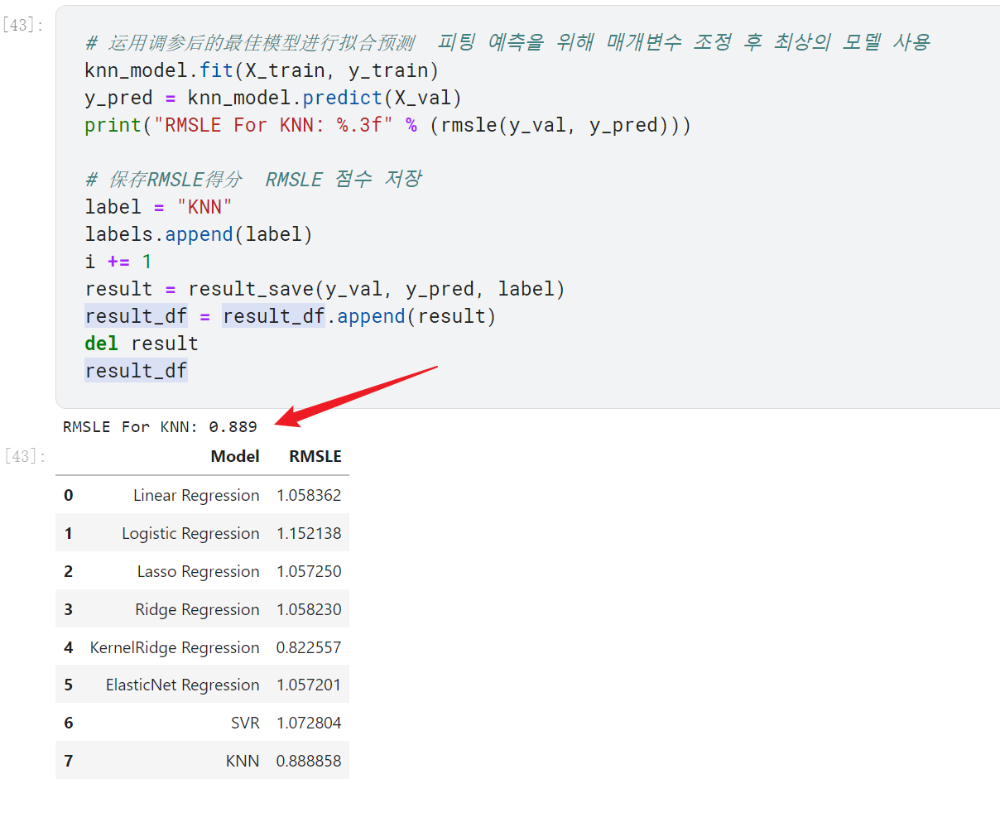 [43]:
# 运用调参后的最佳模型进行拟合预测  피팅 예측을 위해 매개변수 조정 후 최상의 모델 사용
knn_model.fit(X_train, y_train)
y_pred = knn_model.predict(X_val)
print("RMSLE For KNN: %.3f" % (rmsle(y_val, y_pred)))
# 保存RMSLE得分  RMSLE 점수 저장
label = "KNN"
labels.append(label)
i += 1
result = result_save(y_val, y_pred, label)
result_df = result_df.append(result)
del result
result_df
RMSLE For KNN: 0.889
[43]:
Model RMSLE
0 Linear Regression 1.058362
1 Logistic Regression 1.152138
2 Lasso Regression 1.057250
3 Ridge Regression 1.058230
4 KernelRidge Regression 0.822557
5 ElasticNet Regression 1.057201
6 SVR 1.072804
7 KNN 0.888858